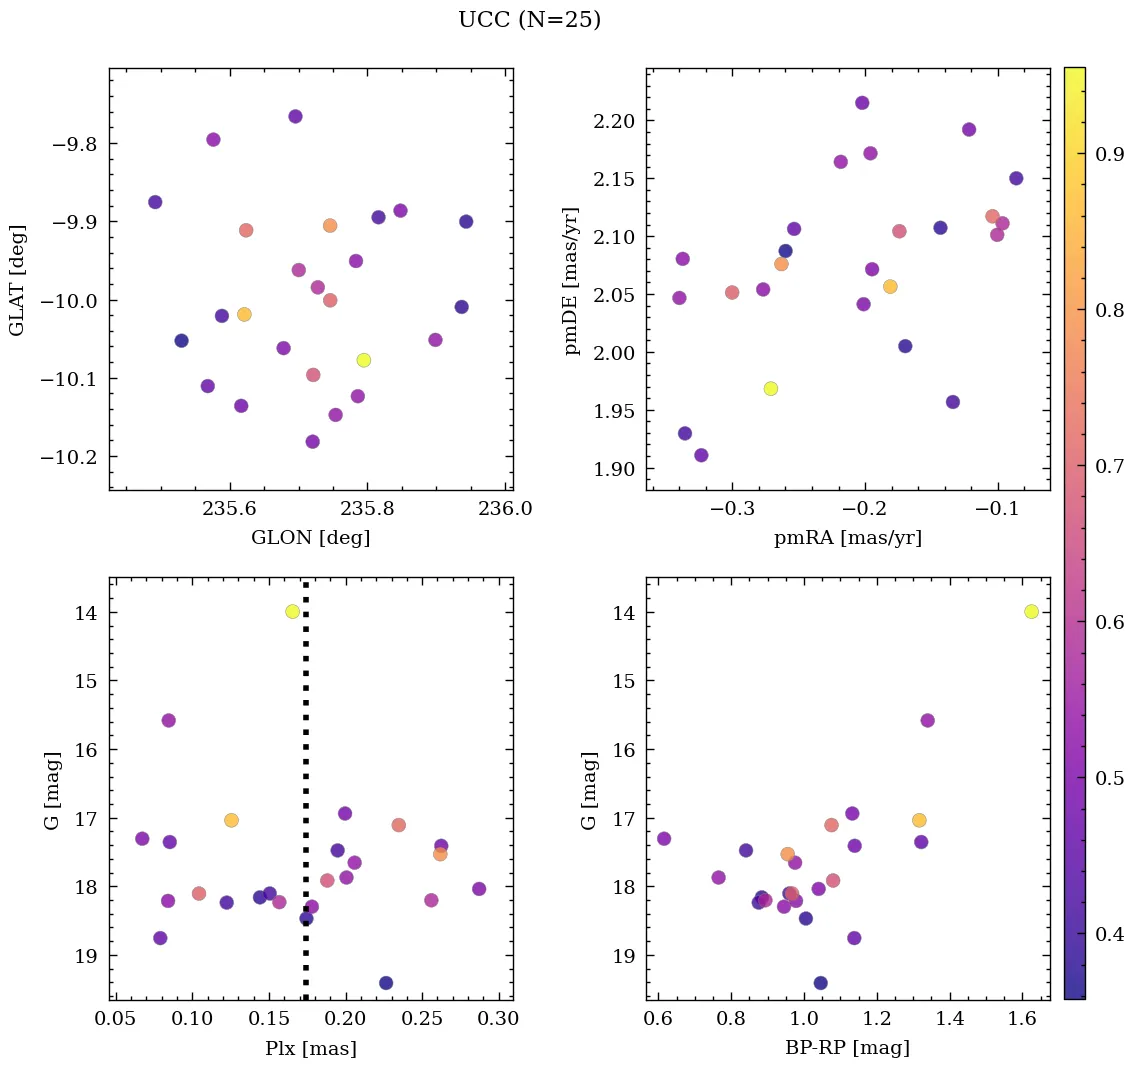 UCC (N=25)
−9.8
−9.9
−10.0
−10.1
−10.2
GLAT [deg]
235.6 235.8 236.0
GLON [deg]
2.20
2.15
2.10
2.05
2.00
1.95
1.90
pmDE [mas/yr]
−0.3 −0.2 −0.1
pmRA [mas/yr]
14
15
16
17
18
19
G [mag]
0.05 0.10 0.15 0.20 0.25 0.30
Plx [mas]
14
15
16
17
18
19
G [mag]
0.6 0.8 1.0 1.2 1.4 1.6
BP-RP [mag]
0.9
0.8
0.7
0.6
0.5
0.4